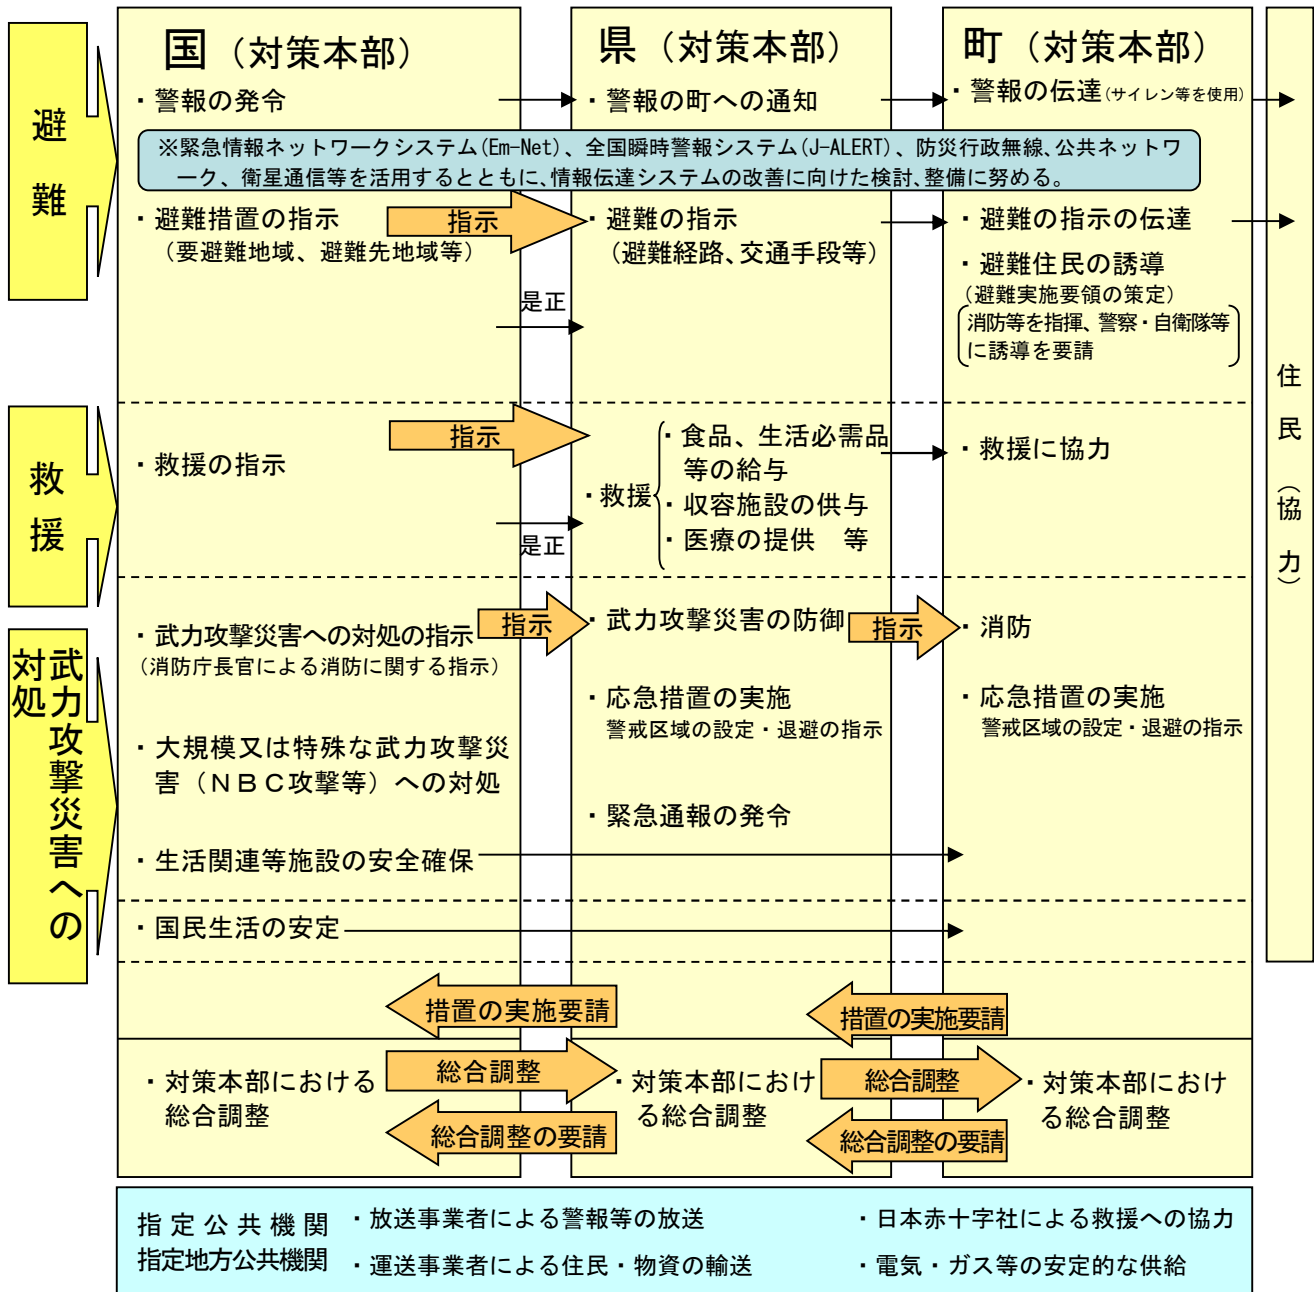 避難
国（対策本部）
県（対策本部）
町（対策本部）
・警報の発令
・警報の町への通知
・警報の伝達(サイレン等を使用)
※緊急情報ネットワークシステム(Em-Net)、全国瞬時警報システム(J-ALERT)、防災行政無線、公共ネットワ
ーク、衛星通信等を活用するとともに、情報伝達システムの改善に向けた検討、整備に努める。
・避難措置の指示
（要避難地域、避難先地域等）
指示
・避難の指示
（避難経路、交通手段等）
・避難の指示の伝達
・避難住民の誘導
（避難実施要領の策定）
消防等を指揮、警察・自衛隊等
に誘導を要請
是正
住民（協力）
救援
・救援の指示
指示
是正
・救援
・食品、生活必需品
等の給与
・収容施設の供与
・医療の提供　等
・救援に協力
武力攻撃災害への
対処
・武力攻撃災害への対処の指示
（消防庁長官による消防に関する指示）
指示
・武力攻撃災害の防御
指示
・消防
・応急措置の実施
警戒区域の設定・退避の指示
・応急措置の実施
警戒区域の設定・退避の指示
・大規模又は特殊な武力攻撃災
害（ＮＢＣ攻撃等）への対処
・緊急通報の発令
・生活関連等施設の安全確保
・国民生活の安定
措置の実施要請
措置の実施要請
・対策本部における
総合調整
総合調整
総合調整の要請
・対策本部におけ
る総合調整
総合調整
総合調整の要請
・対策本部におけ
る総合調整
指定公共機関
指定地方公共機関
・放送事業者による警報等の放送
・日本赤十字社による救援への協力
・運送事業者による住民・物資の輸送
・電気・ガス等の安定的な供給